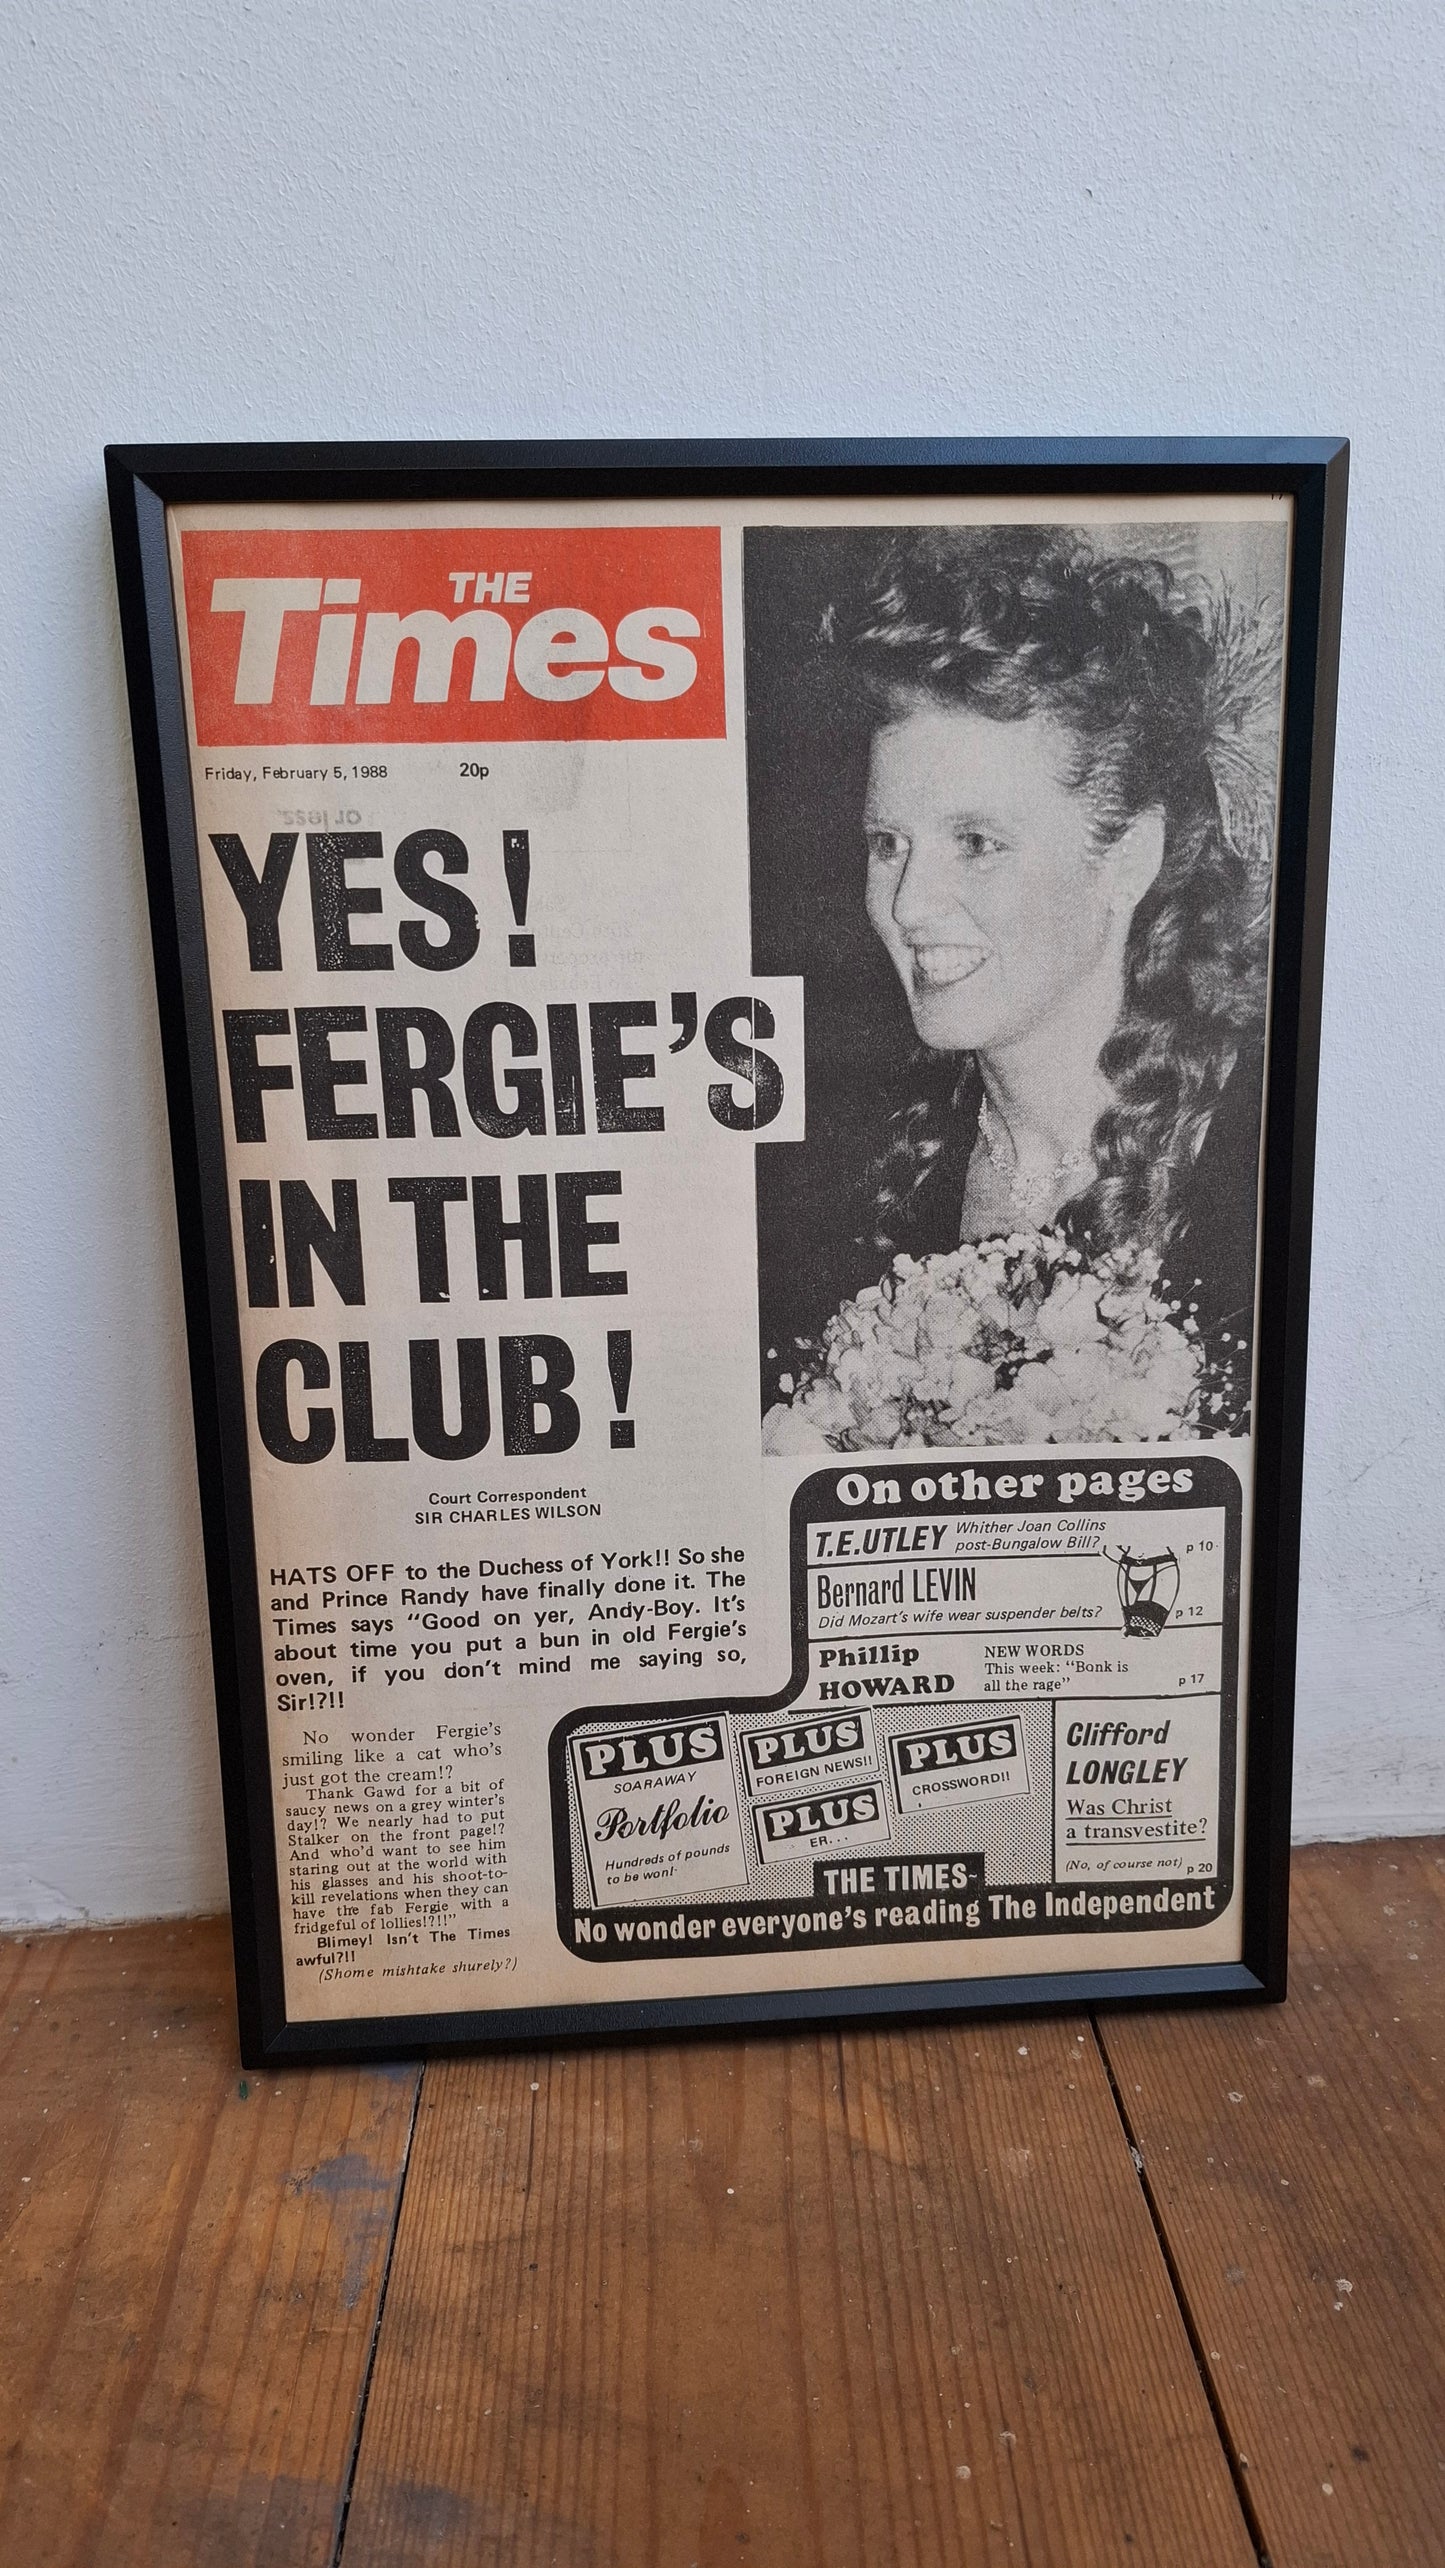 THE
Times
Friday, February 5, 1988 20p
YES!
FERGIE'S
IN THE
CLUB!
Court Correspondent
SIR CHARLES WILSON
HATS OFF to the Duchess of York!! So she
and Prince Randy have finally done it. The
Times says “Good on yer, Andy-Boy. It's
about time you put a bun in old Fergie's
oven, if you don't mind me saying so,
Sir!?!!
No wonder Fergie's
smiling like a cat who's
just got the cream!?
Thank Gawd for a bit of
saucy news on a grey winter's
day!? We nearly had to put
Stalker on the front page!?
And who'd want to see him
staring out at the world with
his glasses and his shoot-to-
kill revelations when they can
have the fab Fergie with a
fridgeful of lollies!?!!”
Blimey! Isn't The Times
awful?!!
(Shome mishtake shurely?)
On other pages
T.E.UTLEY Whither Joan Collins
post-Bungalow Bill? p 10
Bernard LEVIN
Did Mozart's wife wear suspender belts? p 12
Phillip
HOWARD
NEW WORDS
This week: “Bonk is
all the rage” p 17
PLUS
SOARAWAY
Portfolio
Hundreds of pounds
to be won!
PLUS
FOREIGN NEWS!!
PLUS
ER...
PLUS
CROSSWORD!!
Clifford
LONGLEY
Was Christ
a transvestite?
(No, of course not) p 20
THE TIMES-
No wonder everyone's reading The Independent